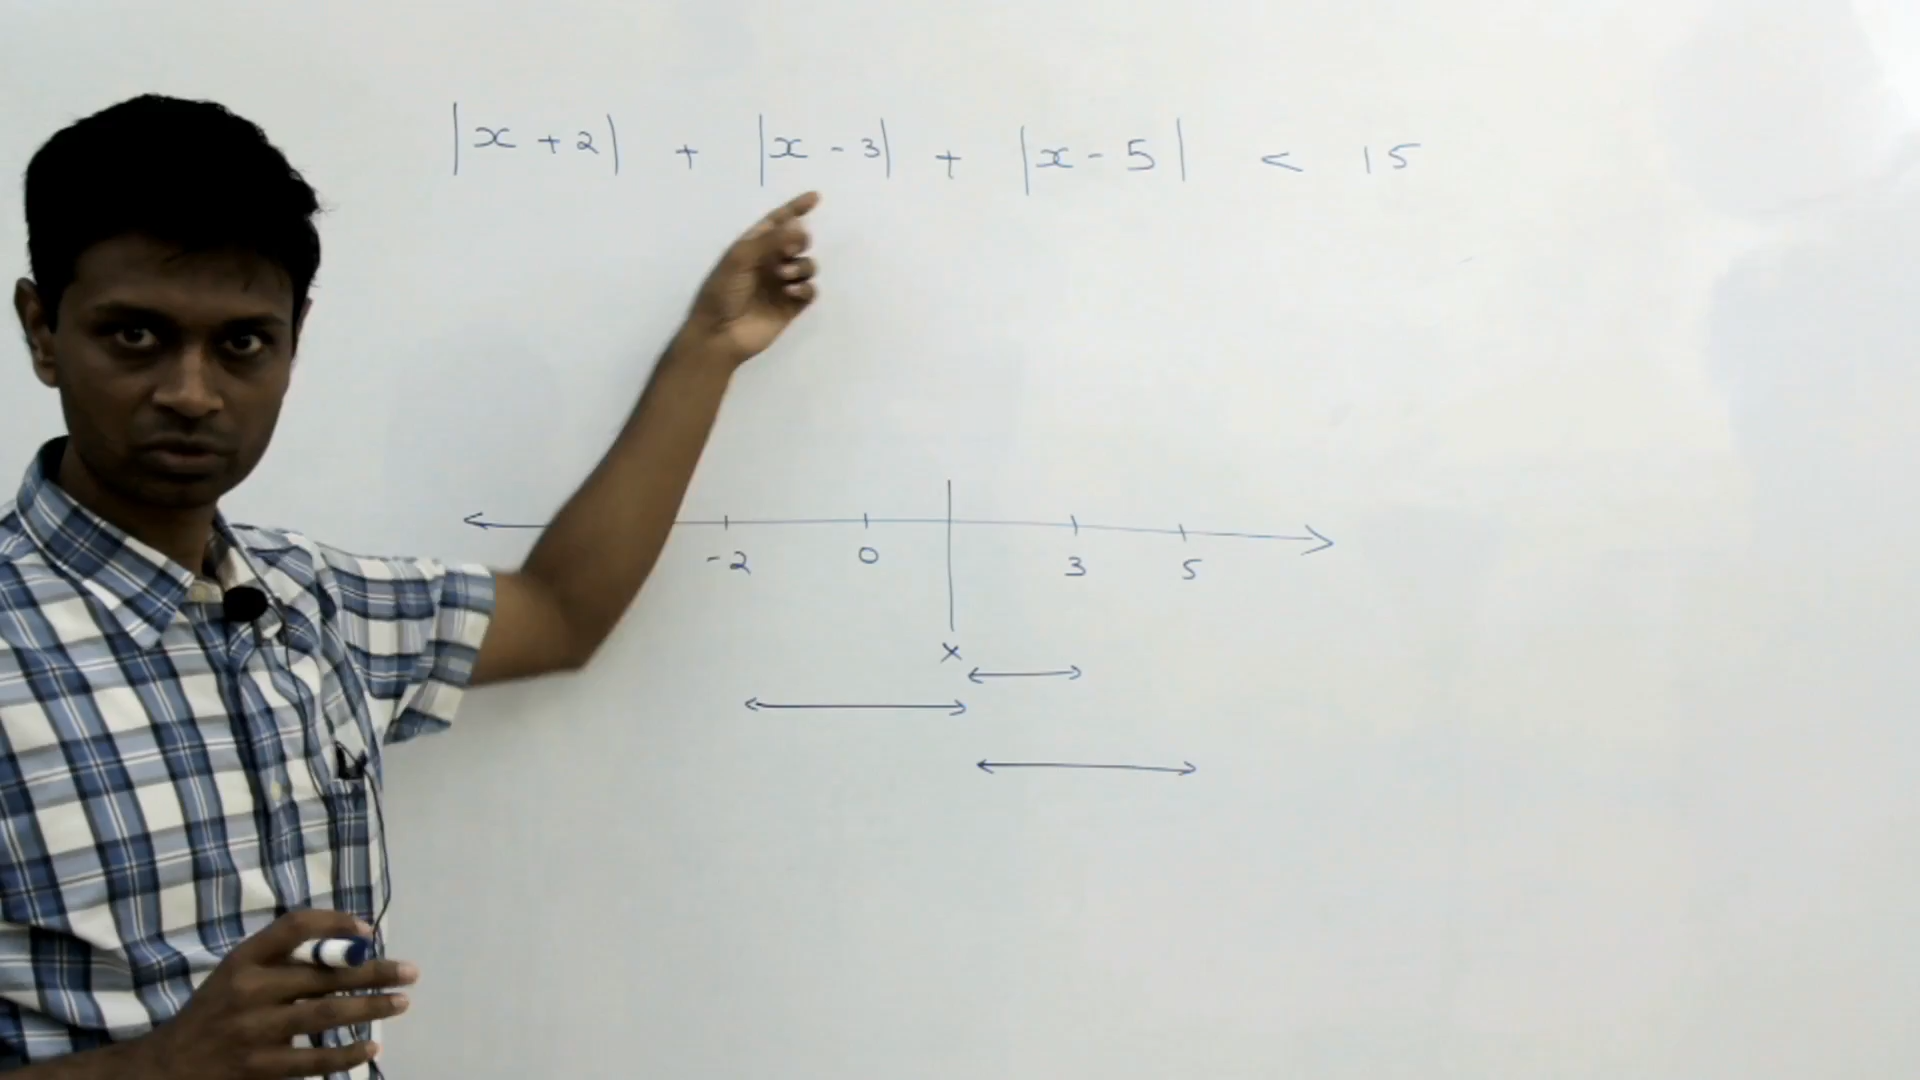 |x + 2| + |x - 3| + |x - 5| < 15
-2 0 3 5
x